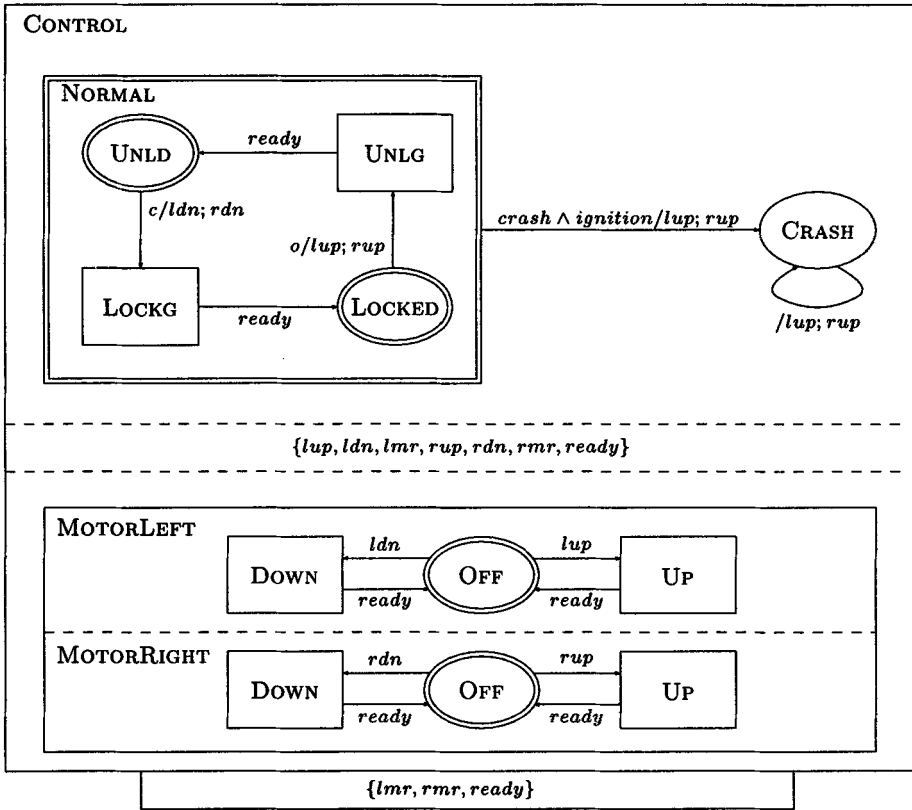 CONTROL
NORMAL
UNLD
ready
UNLG
c/ldn; rdn
o/lup; rup
LOCKG
ready
LOCKED
crash ∧ ignition/lup; rup
CRASH
/lup; rup
{lup, ldn, lmr, rup, rdn, rmr, ready}
MOTORLEFT
DOWN
ldn
ready
OFF
lup
ready
UP
MOTORRIGHT
DOWN
rdn
ready
OFF
rup
ready
UP
{lmr, rmr, ready}